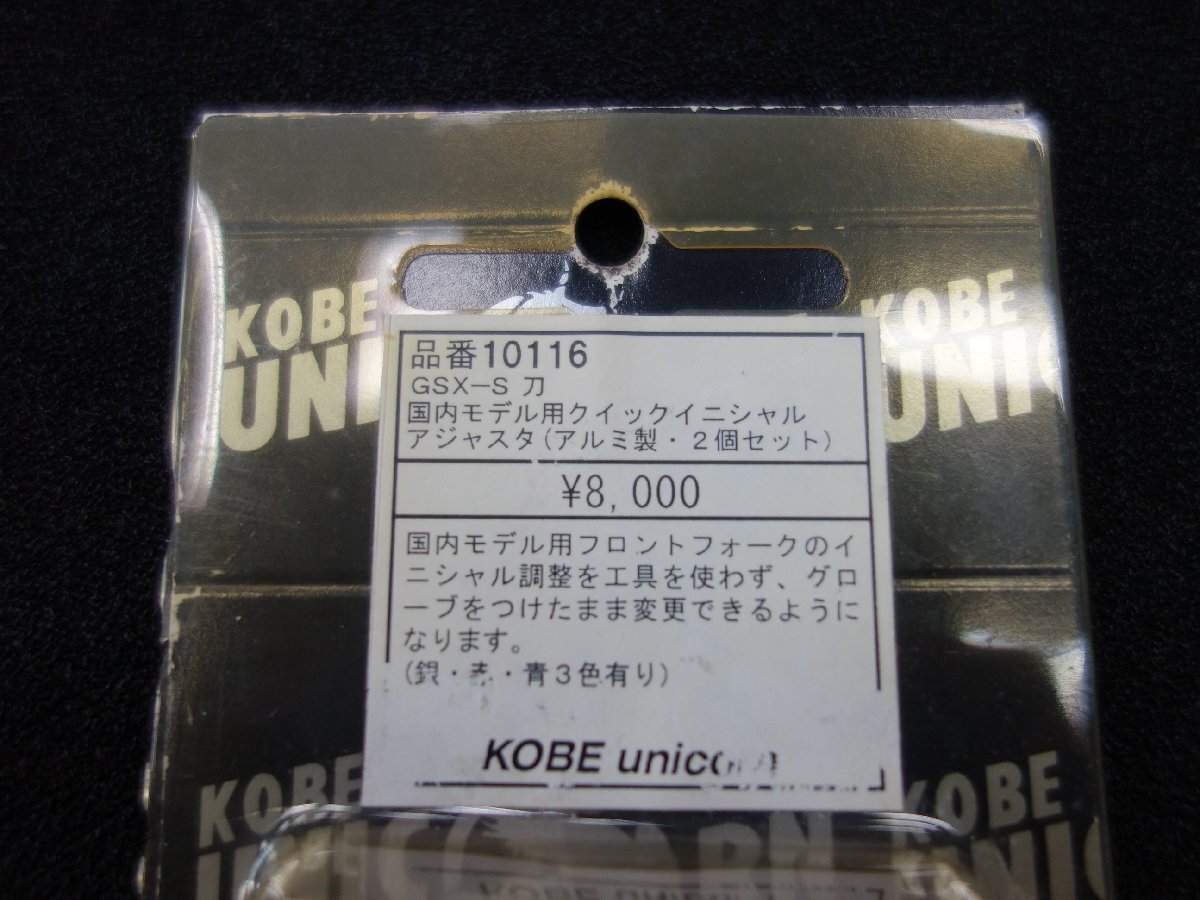 KOBE
UNI
KOBE
UNIC
品番10116
GSX-S 刀
国内モデル用クイックイニシャル
アジャスタ(アルミ製・2個セット)
¥8,000
国内モデル用フロントフォークのイ
ニシャル調整を工具を使わず、グロ
ーブをつけたまま変更できるように
なります。
(銀・赤・青3色有り)
KOBE unicorn
KOBE
KOBE
UNIC